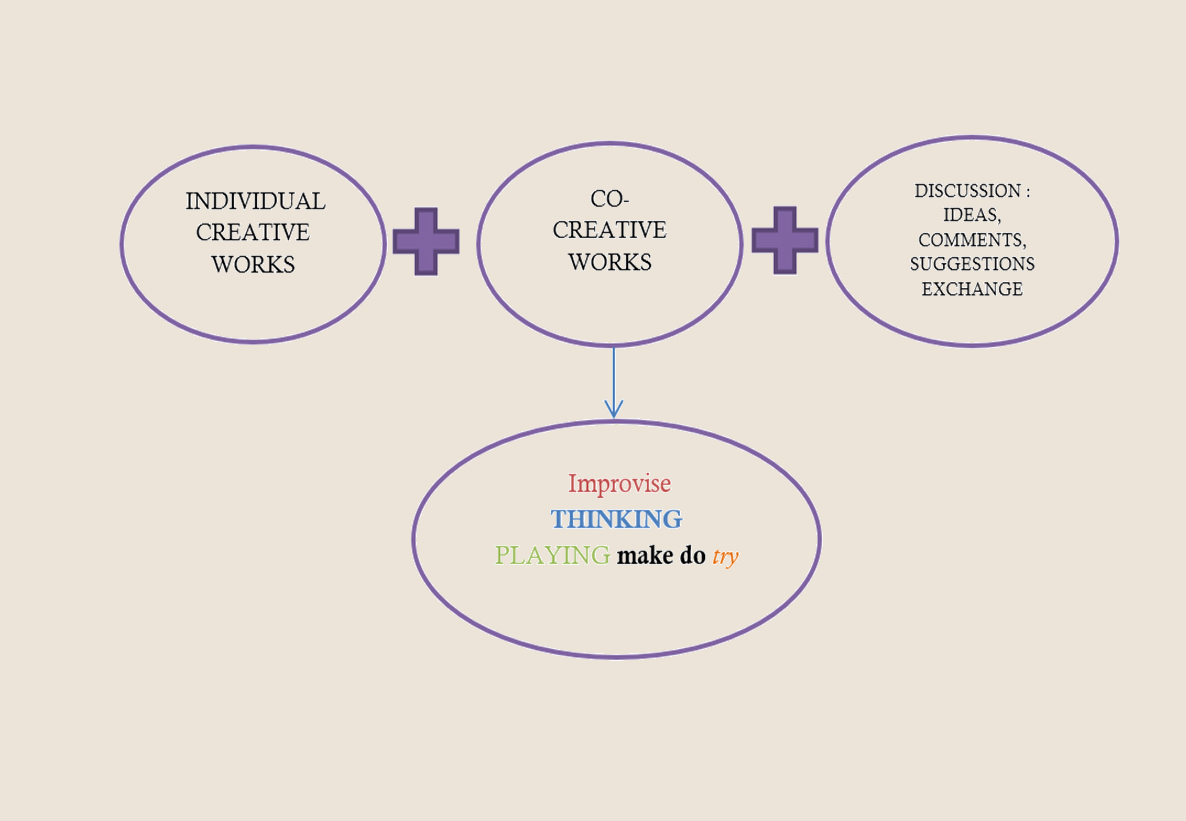 INDIVIDUAL
CREATIVE
WORKS
CO-
CREATIVE
WORKS
DISCUSSION :
IDEAS,
COMMENTS,
SUGGESTIONS
EXCHANGE
Improvise
THINKING
PLAYING make do try